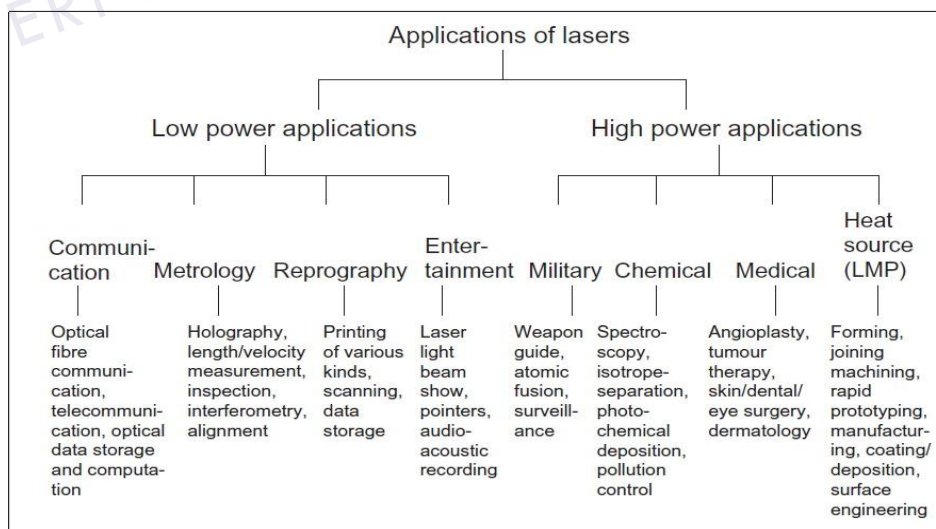 ERT
Applications of lasers
Low power applications
High power applications
Communi-
cation
Metrology
Reprography
Enter-
tainment
Military
Chemical
Medical
Heat
source
(LMP)
Optical
fibre
communi-
cation,
telecommuni-
cation, optical
data storage
and computa-
tion
Holography,
length/velocity
measurement,
inspection,
interferometry,
alignment
Printing
of various
kinds,
scanning,
data
storage
Laser
light
beam
show,
pointers,
audio-
acoustic
recording
Weapon
guide,
atomic
fusion,
surveill-
ance
Spectro-
scopy,
isotrope-
separation,
photo-
chemical
deposition,
pollution
control
Angioplasty,
tumour
therapy,
skin/dental/
eye surgery,
dermatology
Forming,
joining
machining,
rapid
prototyping,
manufactur-
ing, coating/
deposition,
surface
engineering